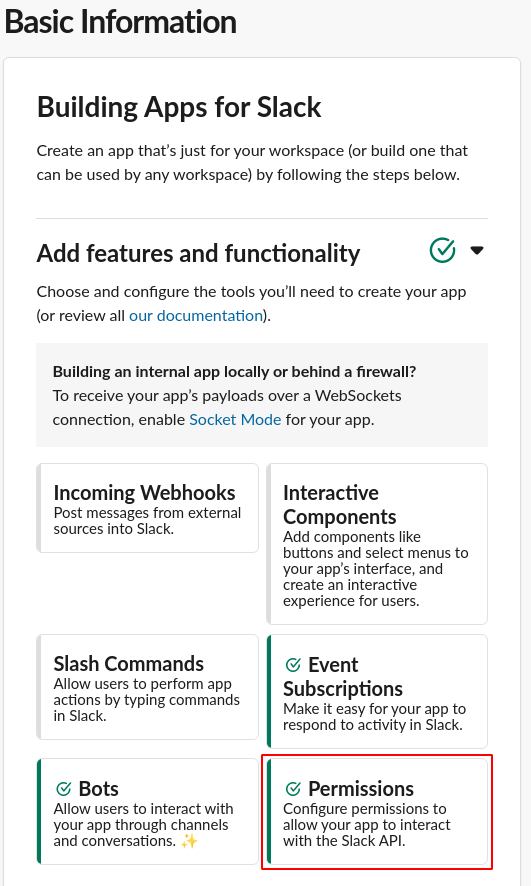 Basic Information
Building Apps for Slack
Create an app that’s just for your workspace (or build one that
can be used by any workspace) by following the steps below.
Add features and functionality
Choose and configure the tools you’ll need to create your app
(or review all our documentation).
Building an internal app locally or behind a firewall?
To receive your app’s payloads over a WebSockets
connection, enable Socket Mode for your app.
Incoming Webhooks
Post messages from external
sources into Slack.
Interactive
Components
Add components like
buttons and select menus to
your app’s interface, and
create an interactive
experience for users.
Slash Commands
Allow users to perform app
actions by typing commands
in Slack.
Event
Subscriptions
Make it easy for your app to
respond to activity in Slack.
Bots
Allow users to interact with
your app through channels
and conversations. ✨
Permissions
Configure permissions to
allow your app to interact
with the Slack API.